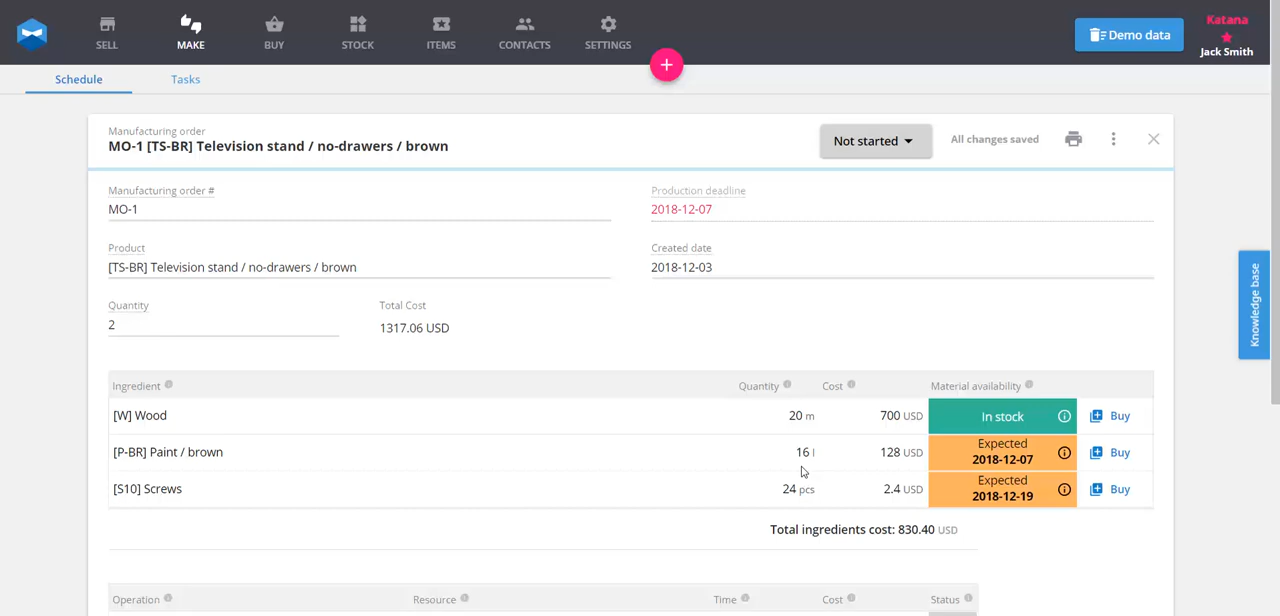 SELL MAKE BUY STOCK ITEMS CONTACTS SETTINGS
Demo data
Katana
Jack Smith
Schedule Tasks
+
Manufacturing order
MO-1 [TS-BR] Television stand / no-drawers / brown
Not started
All changes saved
Manufacturing order #
MO-1
Production deadline
2018-12-07
Product
[TS-BR] Television stand / no-drawers / brown
Created date
2018-12-03
Quantity
2
Total Cost
1317.06 USD
Knowledge base
Ingredient Quantity Cost Material availability
[W] Wood 20 m 700 USD In stock Buy
[P-BR] Paint / brown 16 l 128 USD Expected 2018-12-07 Buy
[S10] Screws 24 pcs 2.4 USD Expected 2018-12-19 Buy
Total ingredients cost: 830.40 USD
Operation Resource Time Cost Status